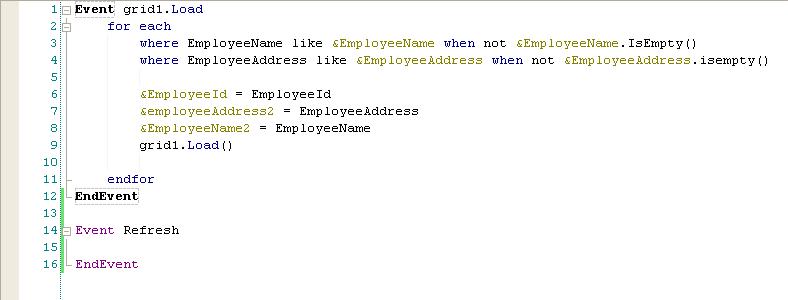 1 Event grid1.Load
2 for each
3 where EmployeeName like &EmployeeName when not &EmployeeName.IsEmpty()
4 where EmployeeAddress like &EmployeeAddress when not &EmployeeAddress.isempty()
5
6 &EmployeeId = EmployeeId
7 &employeeAddress2 = EmployeeAddress
8 &EmployeeName2 = EmployeeName
9 grid1.Load()
10
11 endfor
12 EndEvent
13
14 Event Refresh
15
16 EndEvent